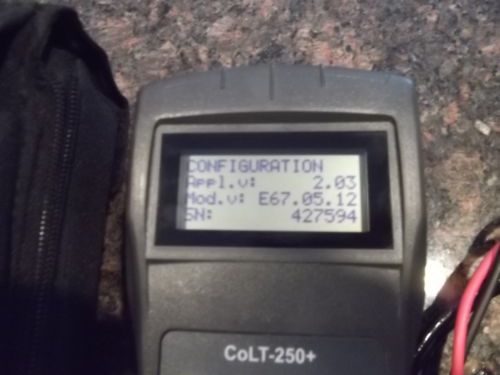 CONFIGURATION
Appl.v: 2.03
Mod.v: E67.05.12
SN: 427594
CoLT-250+